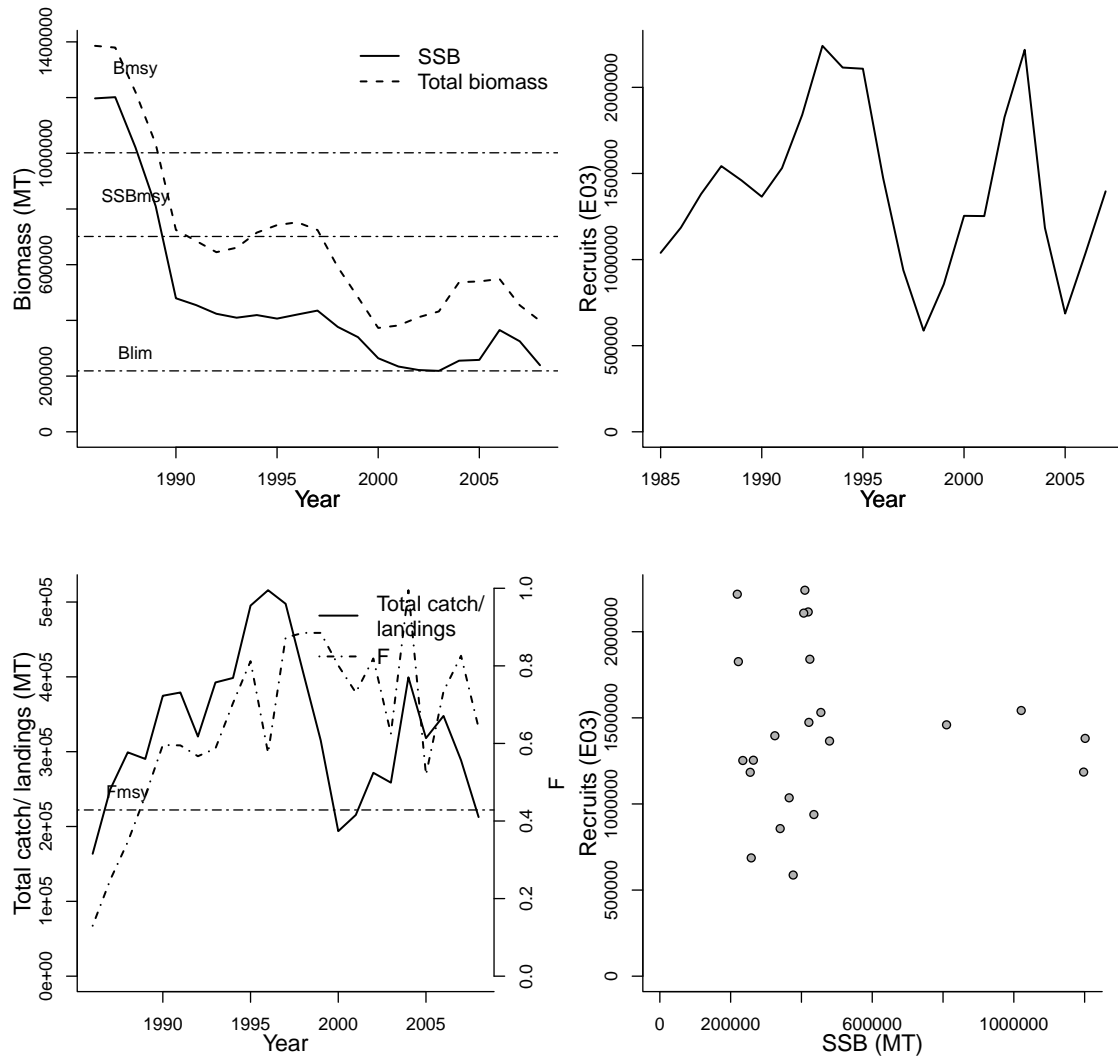 Biomass (MT)
0
200000
400000
600000
800000
1000000
1400000
Bmsy
SSBmsy
Blim
SSB
Total biomass
1990
1995
2000
2005
Year
Recruits (E03)
0
500000
1000000
1500000
2000000
1985
1990
1995
2000
2005
Year
Total catch/ landings (MT)
0e+00
1e+05
2e+05
3e+05
4e+05
5e+05
Fmsy
Total catch/
landings
F
0.0
0.2
0.4
0.6
0.8
1.0
F
1990
1995
2000
2005
Year
Recruits (E03)
0
500000
1000000
1500000
2000000
0
200000
600000
1000000
SSB (MT)